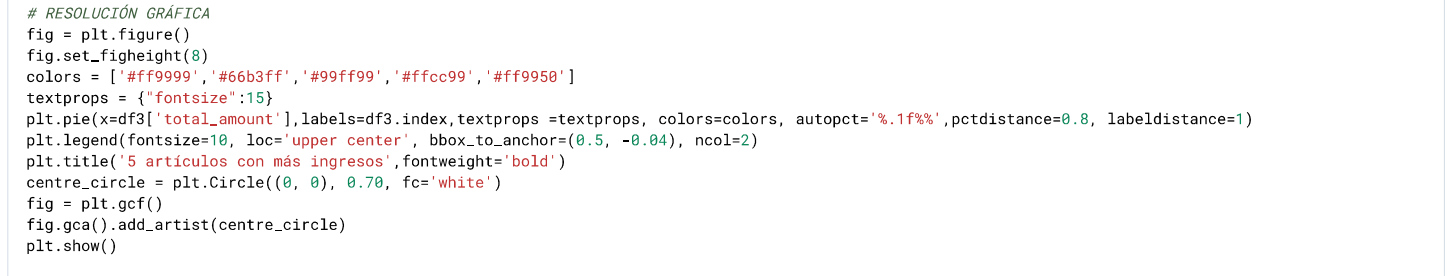 # RESOLUCIÓN GRÁFICA
fig = plt.figure()
fig.set_figheight(8)
colors = ['#ff9999','#66b3ff','#99ff99','#ffcc99','#ff9950']
textprops = {"fontsize":15}
plt.pie(x=df3['total_amount'],labels=df3.index,textprops =textprops, colors=colors, autopct='%.1f%%',pctdistance=0.8, labeldistance=1)
plt.legend(fontsize=10, loc='upper center', bbox_to_anchor=(0.5, -0.04), ncol=2)
plt.title('5 artículos con más ingresos',fontweight='bold')
centre_circle = plt.Circle((0, 0), 0.70, fc='white')
fig = plt.gcf()
fig.gca().add_artist(centre_circle)
plt.show()